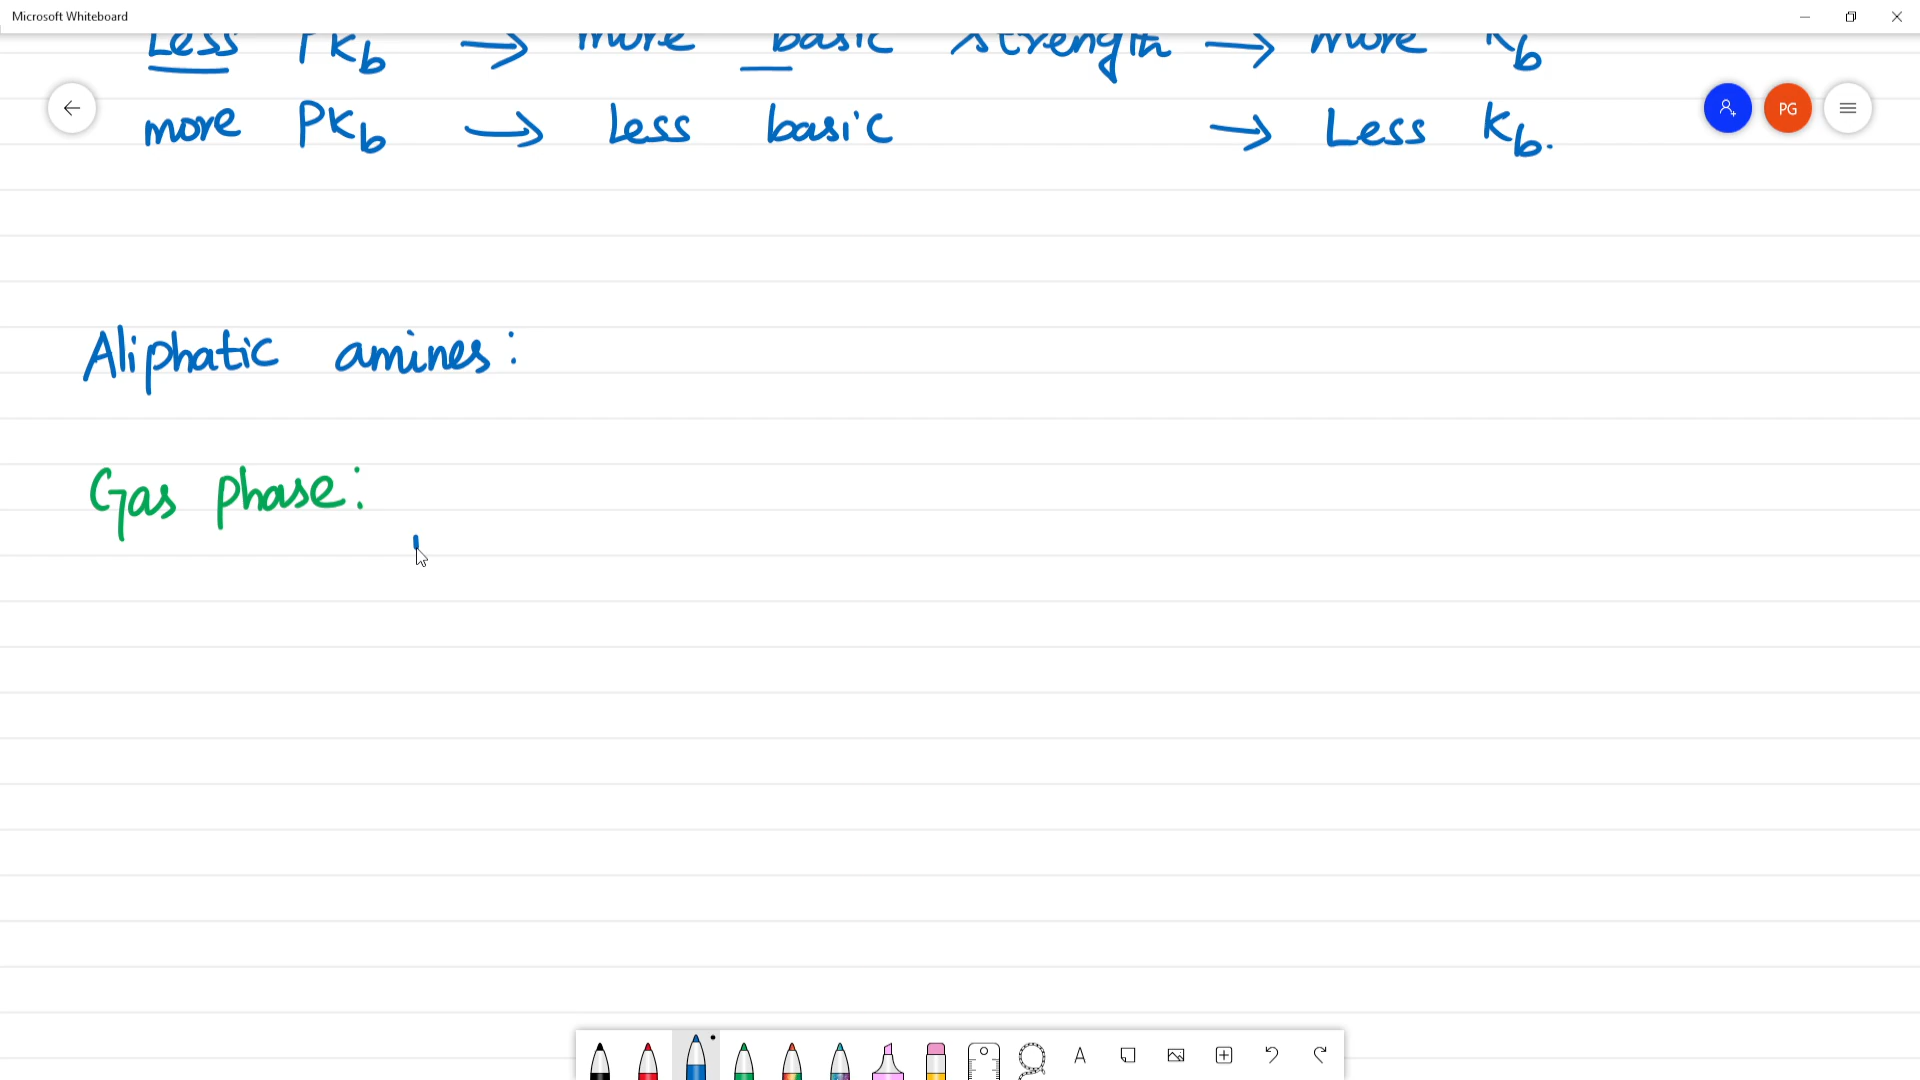 Microsoft Whiteboard
Less PKb → more basic strength → more Kb
PG
more PKb → Less basic → Less Kb.
Aliphatic amines:
Gas phase: